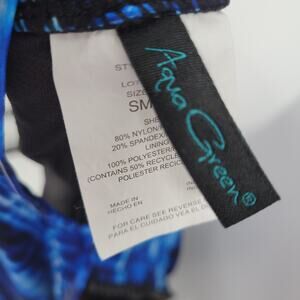 ST
LOT
SIZE
SM
SHE
80% NYLON/
20% SPANDEX/
LINING
100% POLYESTER/
(CONTAINS 50% RECYCLE
POLIESTER RECIC
MADE IN
HECHO EN
FOR CARE SEE REVERS
PARA EL CUIDADO VEA EL
Aqua Green®